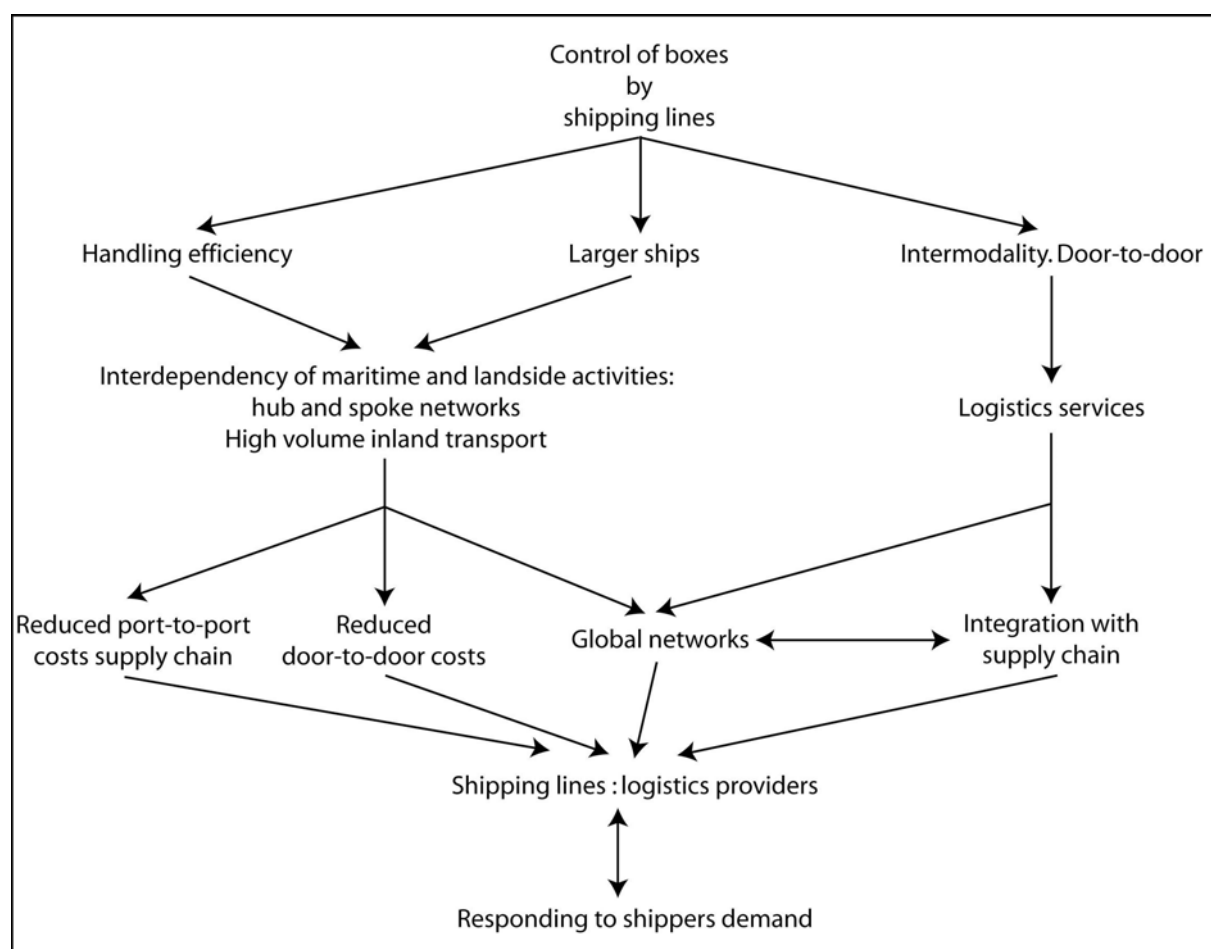 Control of boxes
by
shipping lines
Handling efficiency
Larger ships
Intermodality. Door-to-door
Interdependency of maritime and landside activities:
hub and spoke networks
High volume inland transport
Logistics services
Reduced port-to-port
costs supply chain
Reduced
door-to-door costs
Global networks
Integration with
supply chain
Shipping lines : logistics providers
Responding to shippers demand